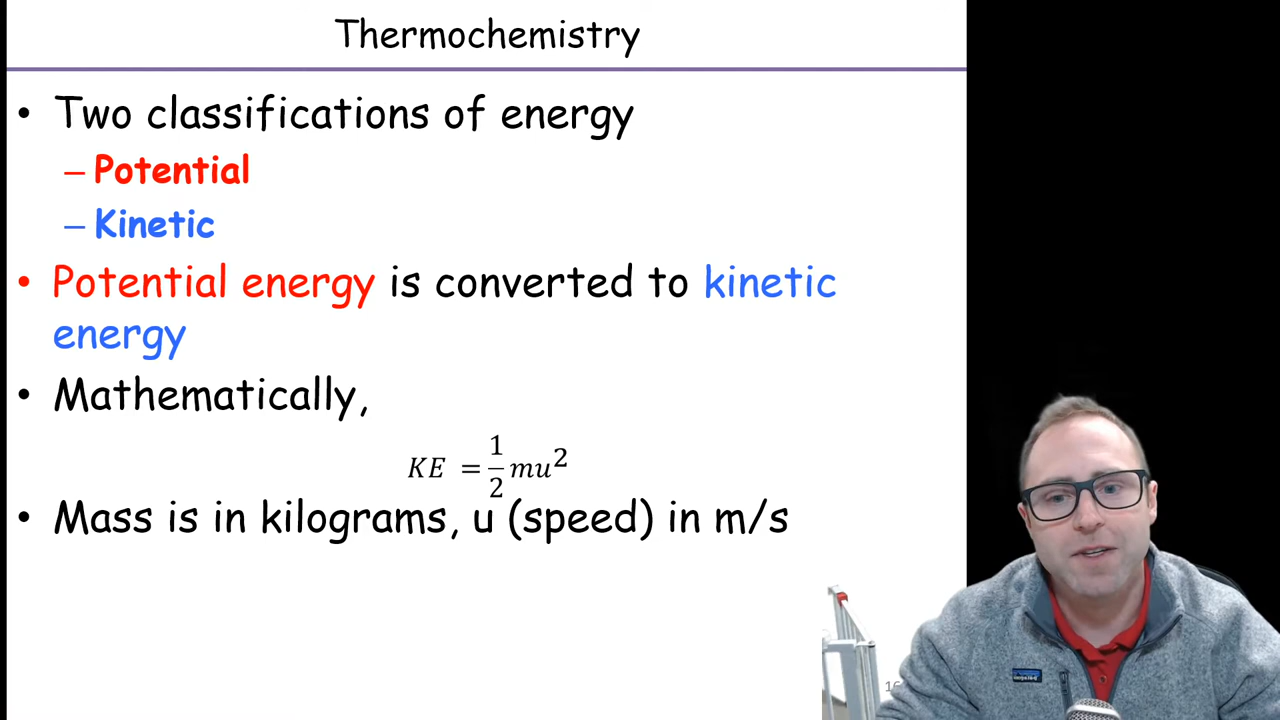 Thermochemistry
• Two classifications of energy
– Potential
– Kinetic
• Potential energy is converted to kinetic
energy
• Mathematically,
KE = 1/2 mu²
• Mass is in kilograms, u (speed) in m/s